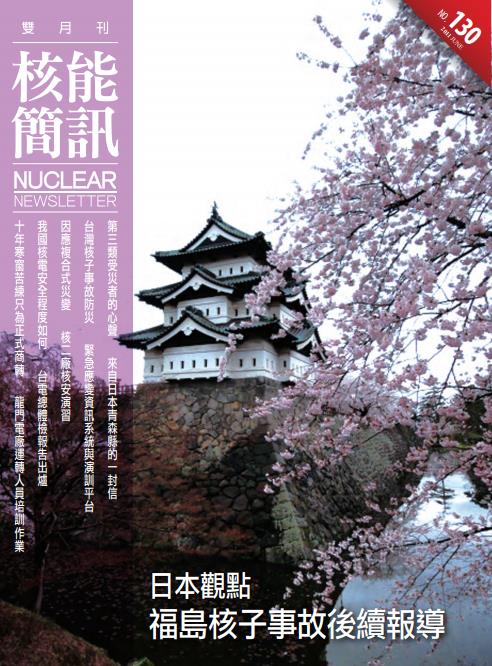 雙月刊
核能
簡訊
NUCLEAR
NEWSLETTER
NO. 130
2011 JUNE
第三類受災者的心聲 來自日本青森縣的一封信
台灣核子事故防災 緊急應變資訊系統與演訓平台
因應複合式災變 核二廠核安演習
我國核電安全程度如何 台電總體檢報告出爐
十年寒窗苦練只為正式商轉 龍門電廠運轉人員培訓作業
日本觀點
福島核子事故後續報導